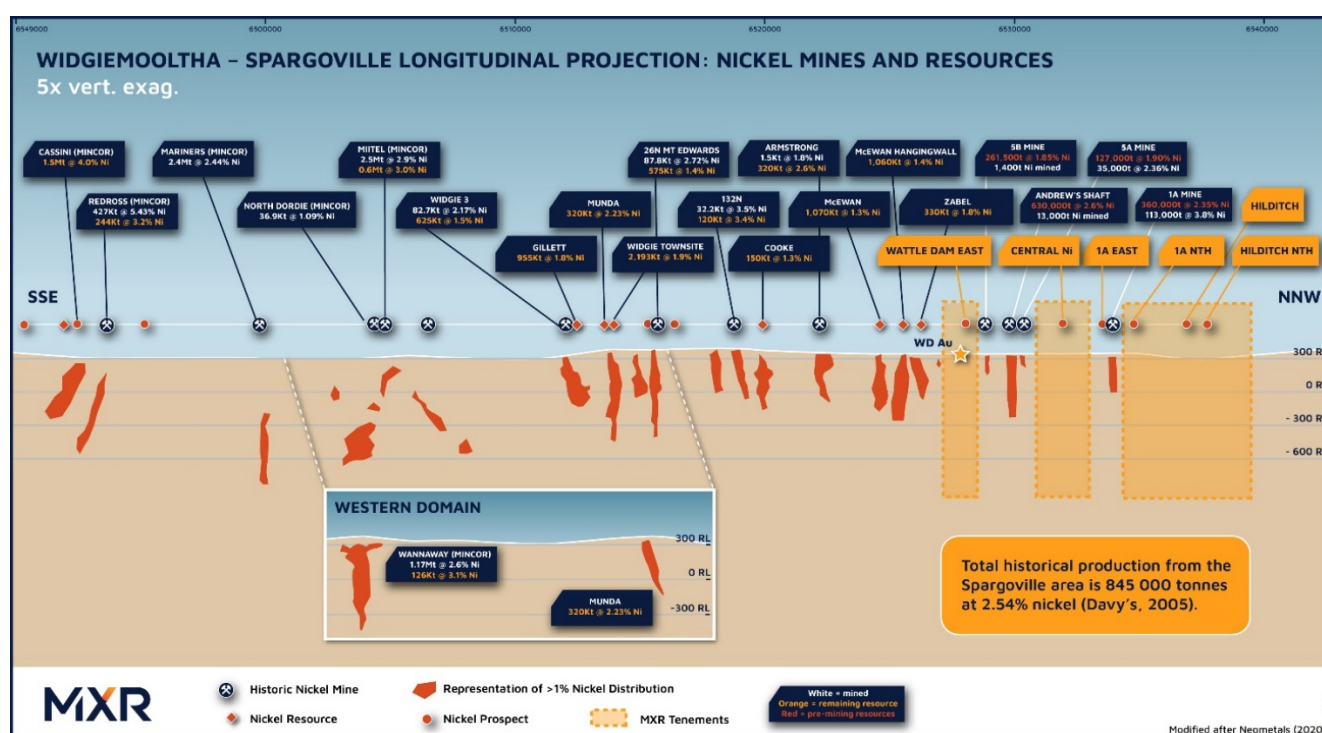 6549000
6500000
6510000
6520000
6530000
6540000
WIDGIEMOOLTHA – SPARGOVILLE LONGITUDINAL PROJECTION: NICKEL MINES AND RESOURCES
5x vert. exag.
CASSINI (MINCOR)
1.5Mt @ 4.0% Ni
REDROSS (MINCOR)
427Kt @ 5.43% Ni
244Kt @ 3.2% Ni
MARINERS (MINCOR)
2.4Mt @ 2.44% Ni
NORTH DORDIE (MINCOR)
36.9Kt @ 1.09% Ni
MIITEL (MINCOR)
2.5Mt @ 2.9% Ni
0.6Mt @ 3.0% Ni
WIDGIE 3
82.7Kt @ 2.17% Ni
625Kt @ 1.5% Ni
GILLETT
955Kt @ 1.8% Ni
MUNDA
320Kt @ 2.23% Ni
WIDGIE TOWNSITE
2,193Kt @ 1.9% Ni
26N MT EDWARDS
87.8Kt @ 2.72% Ni
575Kt @ 1.4% Ni
132N
32.2Kt @ 3.5% Ni
120Kt @ 3.4% Ni
COOKE
150Kt @ 1.3% Ni
ARMSTRONG
1.5Kt @ 1.8% Ni
320Kt @ 2.6% Ni
McEWAN
1,070Kt @ 1.3% Ni
McEWAN HANGINGWALL
1,060Kt @ 1.4% Ni
ZABEL
330Kt @ 1.8% Ni
WATTLE DAM EAST
5B MINE
261,500t @ 1.85% Ni
1,400t Ni mined
ANDREW'S SHAFT
630,000t @ 2.6% Ni
13,000t Ni mined
CENTRAL Ni
5A MINE
127,000t @ 1.90% Ni
35,000t @ 2.36% Ni
1A MINE
360,000t @ 2.35% Ni
113,000t @ 3.8% Ni
1A EAST
1A NTH
HILDITCH
HILDITCH NTH
SSE
NNW
WD Au
300 R
0 R
- 300 R
- 600 R
WESTERN DOMAIN
300 RL
0 RL
-300 RL
WANNAWAY (MINCOR)
1.17Mt @ 2.6% Ni
126Kt @ 3.1% Ni
MUNDA
320Kt @ 2.23% Ni
Total historical production from the
Spargoville area is 845 000 tonnes
at 2.54% nickel (Davy's, 2005).
MXR
Historic Nickel Mine
Nickel Resource
Representation of >1% Nickel Distribution
Nickel Prospect
MXR Tenements
White = mined
Orange = remaining resource
Red = pre-mining resources
Modified after Neometals (2020